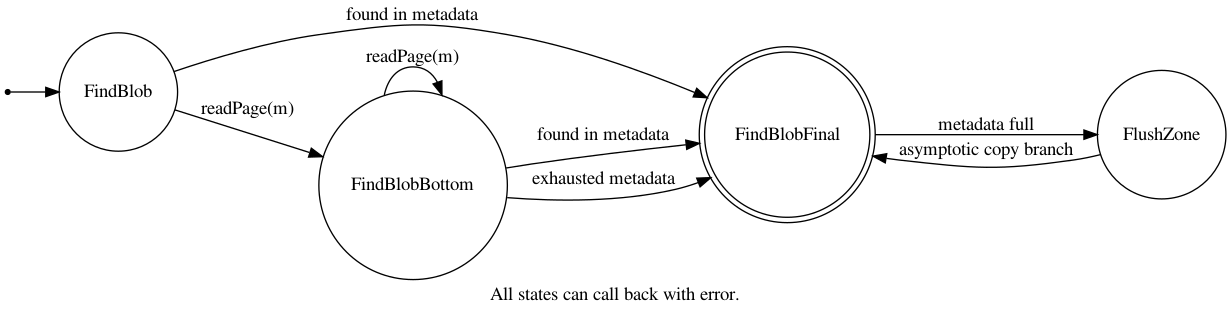 found in metadata
readPage(m)
FindBlob
readPage(m)
found in metadata
FindBlobFinal
metadata full
FlushZone
asymptotic copy branch
FindBlobBottom
exhausted metadata
All states can call back with error.